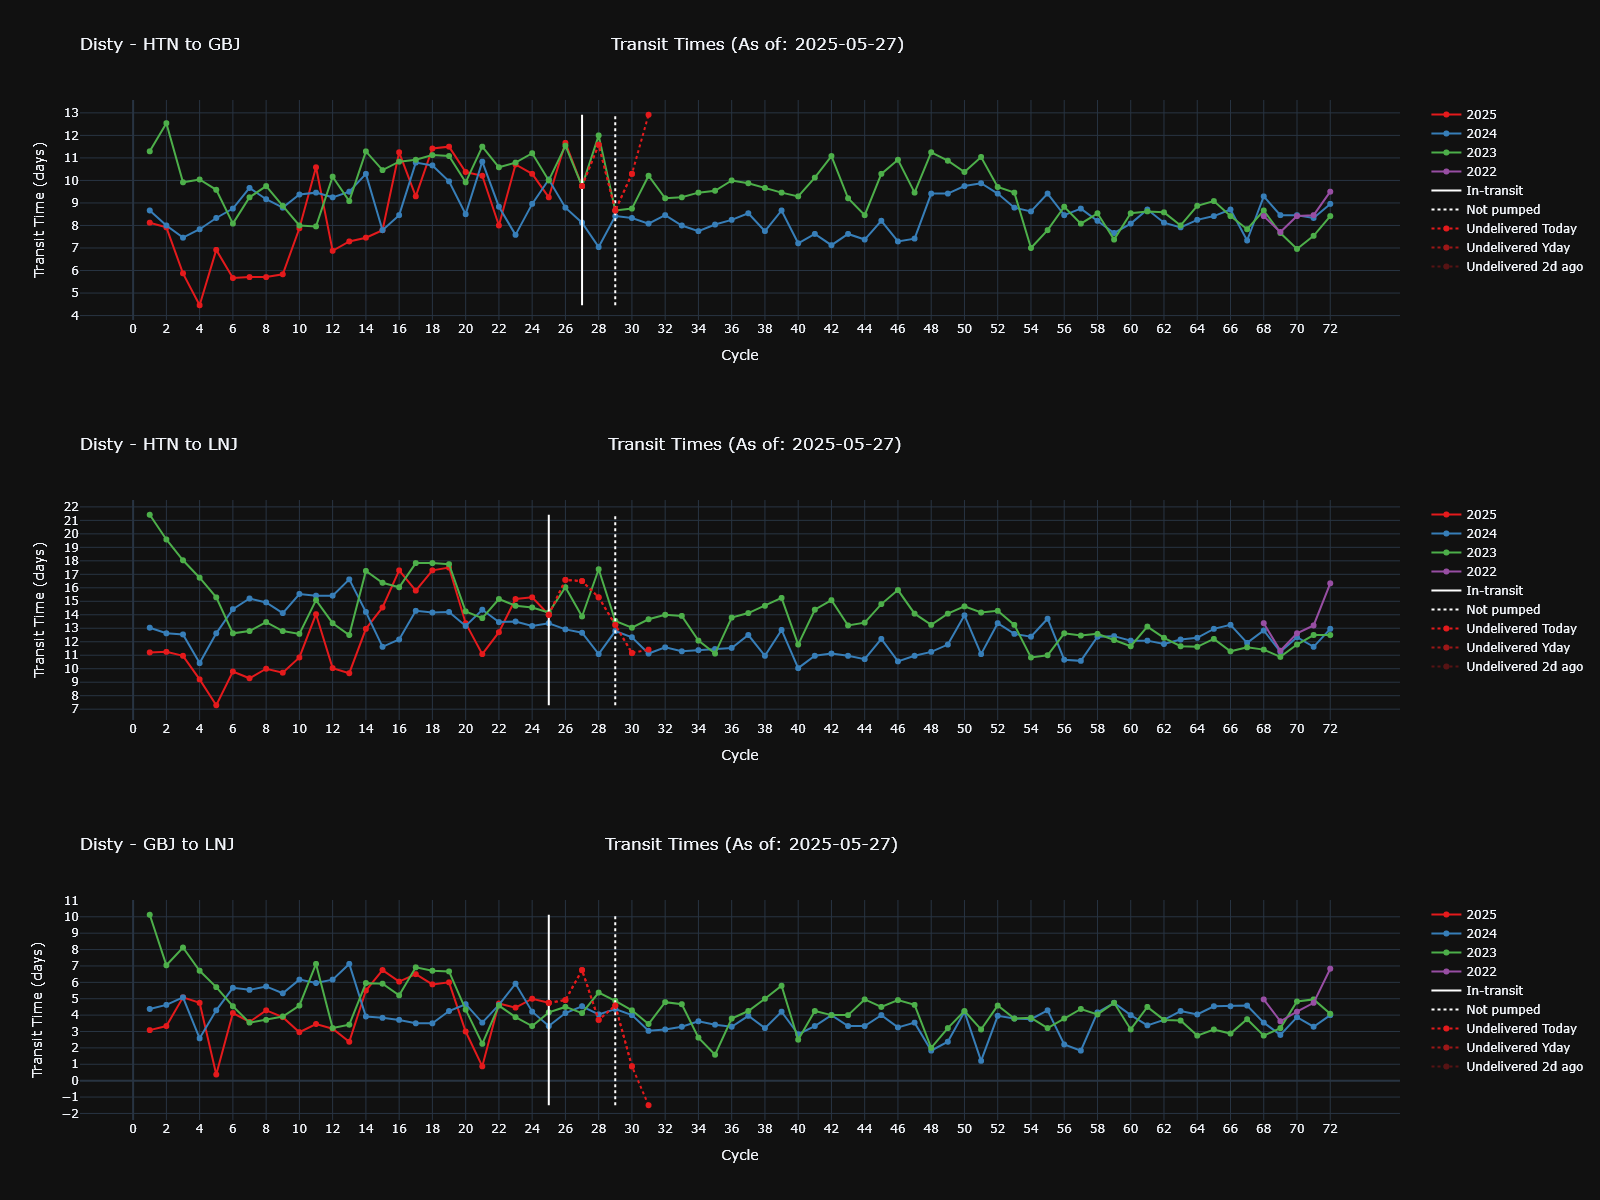 Disty - HTN to GBJ
Transit Times (As of: 2025-05-27)
Transit Time (days)
13
12
11
10
9
8
7
6
5
4
0 2 4 6 8 10 12 14 16 18 20 22 24 26 28 30 32 34 36 38 40 42 44 46 48 50 52 54 56 58 60 62 64 66 68 70 72
Cycle
2025
2024
2023
2022
In-transit
Not pumped
Undelivered Today
Undelivered Yday
Undelivered 2d ago
Disty - HTN to LNJ
Transit Times (As of: 2025-05-27)
Transit Time (days)
22
21
20
19
18
17
16
15
14
13
12
11
10
9
8
7
0 2 4 6 8 10 12 14 16 18 20 22 24 26 28 30 32 34 36 38 40 42 44 46 48 50 52 54 56 58 60 62 64 66 68 70 72
Cycle
2025
2024
2023
2022
In-transit
Not pumped
Undelivered Today
Undelivered Yday
Undelivered 2d ago
Disty - GBJ to LNJ
Transit Times (As of: 2025-05-27)
Transit Time (days)
11
10
9
8
7
6
5
4
3
2
1
0
−1
−2
0 2 4 6 8 10 12 14 16 18 20 22 24 26 28 30 32 34 36 38 40 42 44 46 48 50 52 54 56 58 60 62 64 66 68 70 72
Cycle
2025
2024
2023
2022
In-transit
Not pumped
Undelivered Today
Undelivered Yday
Undelivered 2d ago